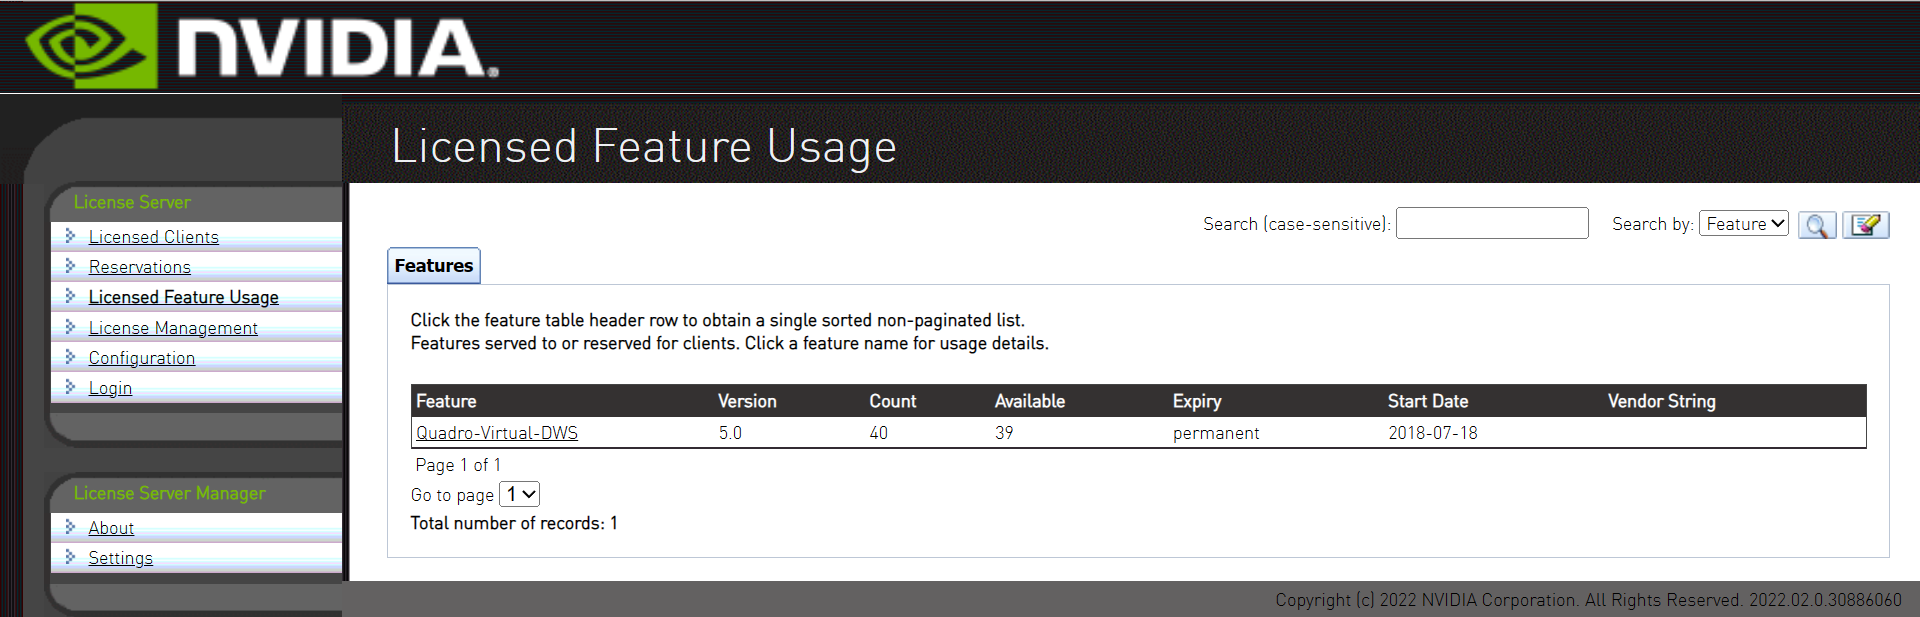 NVIDIA.
Licensed Feature Usage
License Server
Licensed Clients
Reservations
Licensed Feature Usage
License Management
Configuration
Login
License Server Manager
About
Settings
Search (case-sensitive): Search by: Feature
Features
Click the feature table header row to obtain a single sorted non-paginated list.
Features served to or reserved for clients. Click a feature name for usage details.
Feature Version Count Available Expiry Start Date Vendor String
Quadro-Virtual-DWS 5.0 40 39 permanent 2018-07-18
Page 1 of 1
Go to page 1
Total number of records: 1
Copyright (c) 2022 NVIDIA Corporation. All Rights Reserved. 2022.02.0.30886060